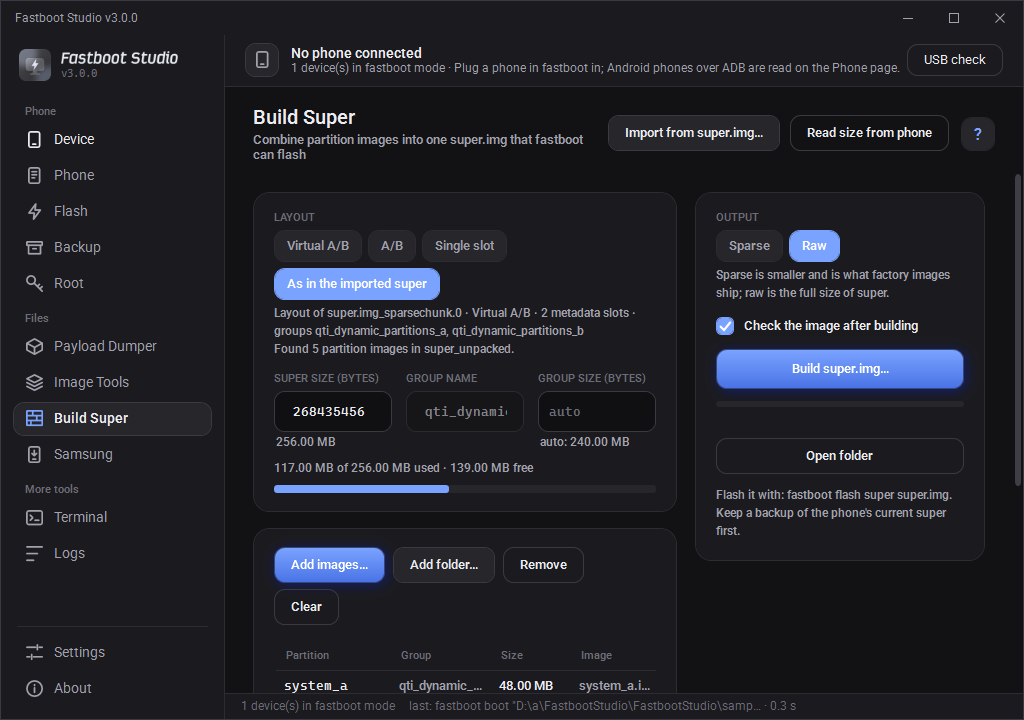 Fastboot Studio v3.0.0
Fastboot Studio
v3.0.0
Phone
Device
Phone
Flash
Backup
Root
Files
Payload Dumper
Image Tools
Build Super
Samsung
More tools
Terminal
Logs
Settings
About
No phone connected
1 device(s) in fastboot mode · Plug a phone in fastboot in; Android phones over ADB are read on the Phone page.
USB check
Build Super
Combine partition images into one super.img that fastboot
can flash
Import from super.img...
Read size from phone
?
LAYOUT
Virtual A/B
A/B
Single slot
As in the imported super
Layout of super.img_sparsechunk.0 · Virtual A/B · 2 metadata slots ·
groups qti_dynamic_partitions_a, qti_dynamic_partitions_b
Found 5 partition images in super_unpacked.
SUPER SIZE (BYTES)
GROUP NAME
GROUP SIZE (BYTES)
268435456
qti_dynami
auto
256.00 MB
auto: 240.00 MB
117.00 MB of 256.00 MB used · 139.00 MB free
Add images...
Add folder...
Remove
Clear
Partition
Group
Size
Image
system_a
qti_dynamic_...
48.00 MB
system_a.i...
OUTPUT
Sparse
Raw
Sparse is smaller and is what factory images
ship; raw is the full size of super.
Check the image after building
Build super.img...
Open folder
Flash it with: fastboot flash super super.img.
Keep a backup of the phone's current super
first.
1 device(s) in fastboot mode
last: fastboot boot "D:\a\FastbootStudio\FastbootStudio\samp... · 0.3 s